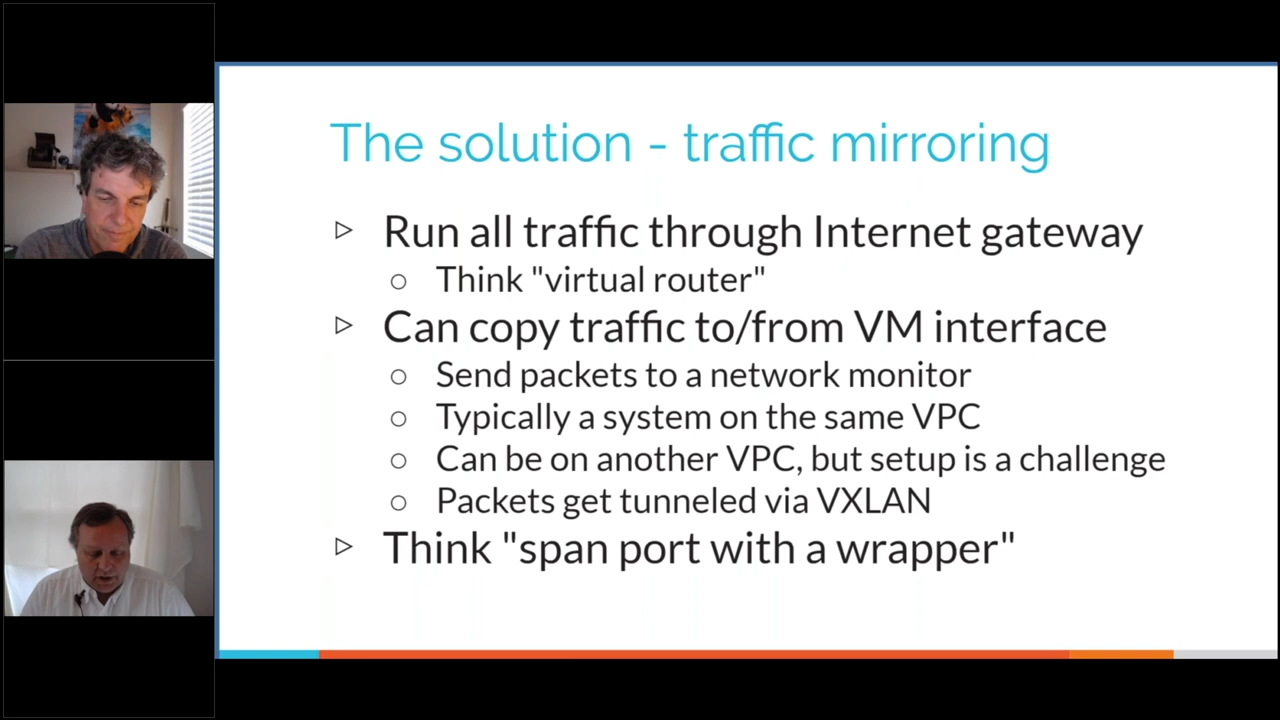 The solution - traffic mirroring
▷ Run all traffic through Internet gateway
○ Think "virtual router"
▷ Can copy traffic to/from VM interface
○ Send packets to a network monitor
○ Typically a system on the same VPC
○ Can be on another VPC, but setup is a challenge
○ Packets get tunneled via VXLAN
▷ Think "span port with a wrapper"